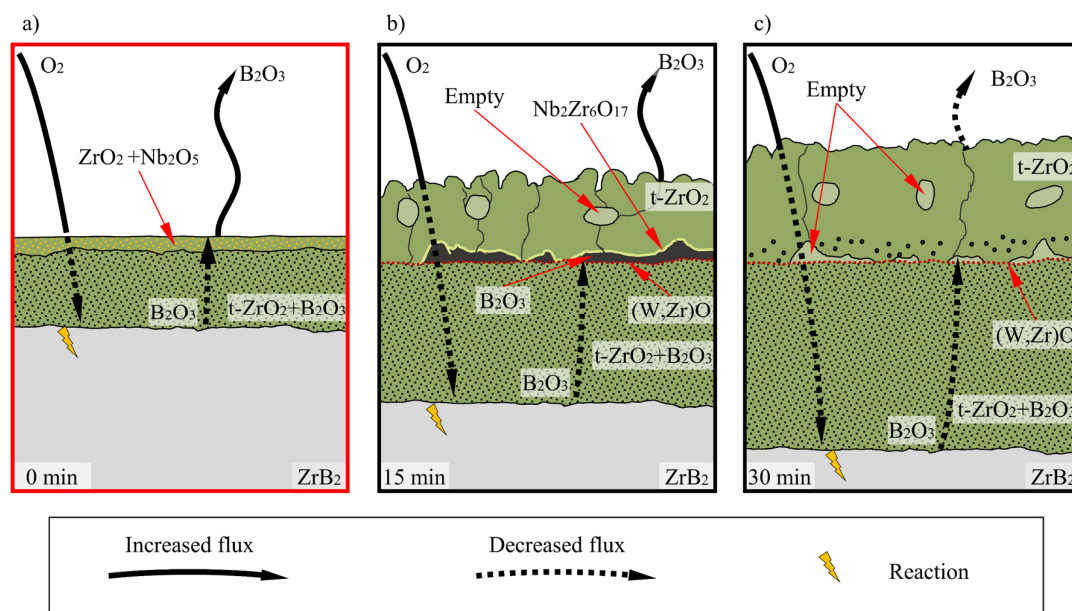 a)
O₂
B₂O₃
ZrO₂ +Nb₂O₅
B₂O₃
t-ZrO₂+B₂O₃
0 min
ZrB₂
b)
O₂
B₂O₃
Empty
Nb₂Zr₆O₁₇
t-ZrO₂
B₂O₃
(W,Zr)O
t-ZrO₂+B₂O₃
B₂O₃
15 min
ZrB₂
c)
O₂
B₂O₃
Empty
t-ZrO₂
(W,Zr)O
t-ZrO₂+B₂O₃
B₂O₃
30 min
ZrB₂
Increased flux
Decreased flux
Reaction